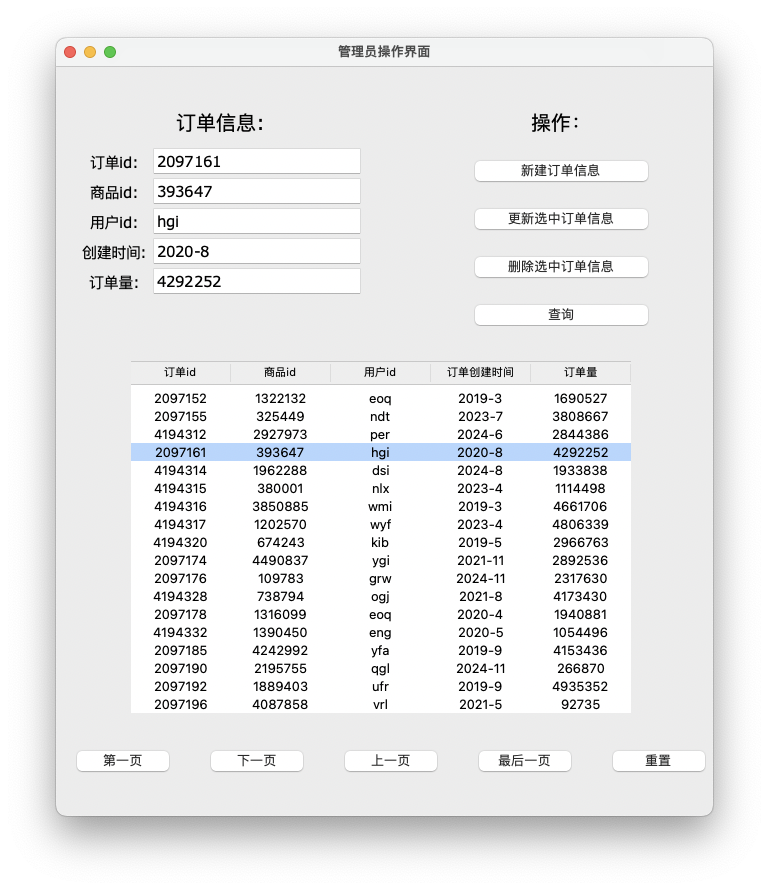 管理员操作界面
订单信息:
操作:
订单id: 2097161
商品id: 393647
用户id: hgi
创建时间: 2020-8
订单量: 4292252
新建订单信息
更新选中订单信息
删除选中订单信息
查询
订单id 商品id 用户id 订单创建时间 订单量
2097152 1322132 eoq 2019-3 1690527
2097155 325449 ndt 2023-7 3808667
4194312 2927973 per 2024-6 2844386
2097161 393647 hgi 2020-8 4292252
4194314 1962288 dsi 2024-8 1933838
4194315 380001 nlx 2023-4 1114498
4194316 3850885 wmi 2019-3 4661706
4194317 1202570 wyf 2023-4 4806339
4194320 674243 kib 2019-5 2966763
2097174 4490837 ygi 2021-11 2892536
2097176 109783 grw 2024-11 2317630
4194328 738794 ogj 2021-8 4173430
2097178 1316099 eoq 2020-4 1940881
4194332 1390450 eng 2020-5 1054496
2097185 4242992 yfa 2019-9 4153436
2097190 2195755 qgl 2024-11 266870
2097192 1889403 ufr 2019-9 4935352
2097196 4087858 vrl 2021-5 92735
第一页 下一页 上一页 最后一页 重置